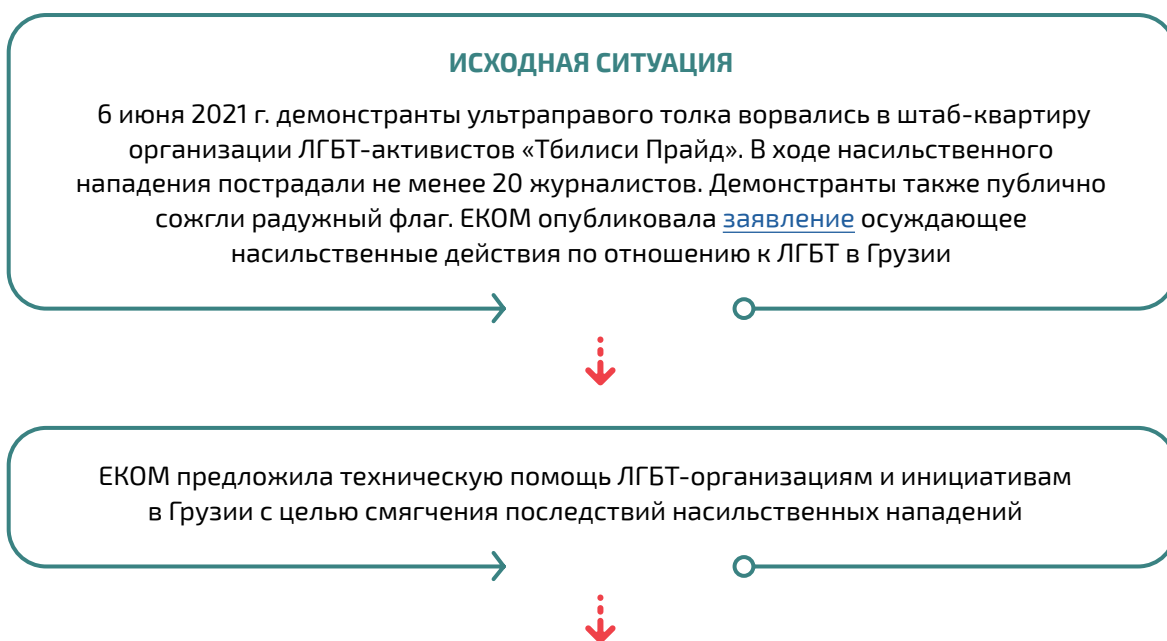 ИСХОДНАЯ СИТУАЦИЯ
6 июня 2021 г. демонстранты ультраправого толка ворвались в штаб-квартиру
организации ЛГБТ-активистов «Тбилиси Прайд». В ходе насильственного
нападения пострадали не менее 20 журналистов. Демонстранты также публично
сожгли радужный флаг. ЕКОМ опубликовала заявление осуждающее
насильственные действия по отношению к ЛГБТ в Грузии
ЕКОМ предложила техническую помощь ЛГБТ-организациям и инициативам
в Грузии с целью смягчения последствий насильственных нападений